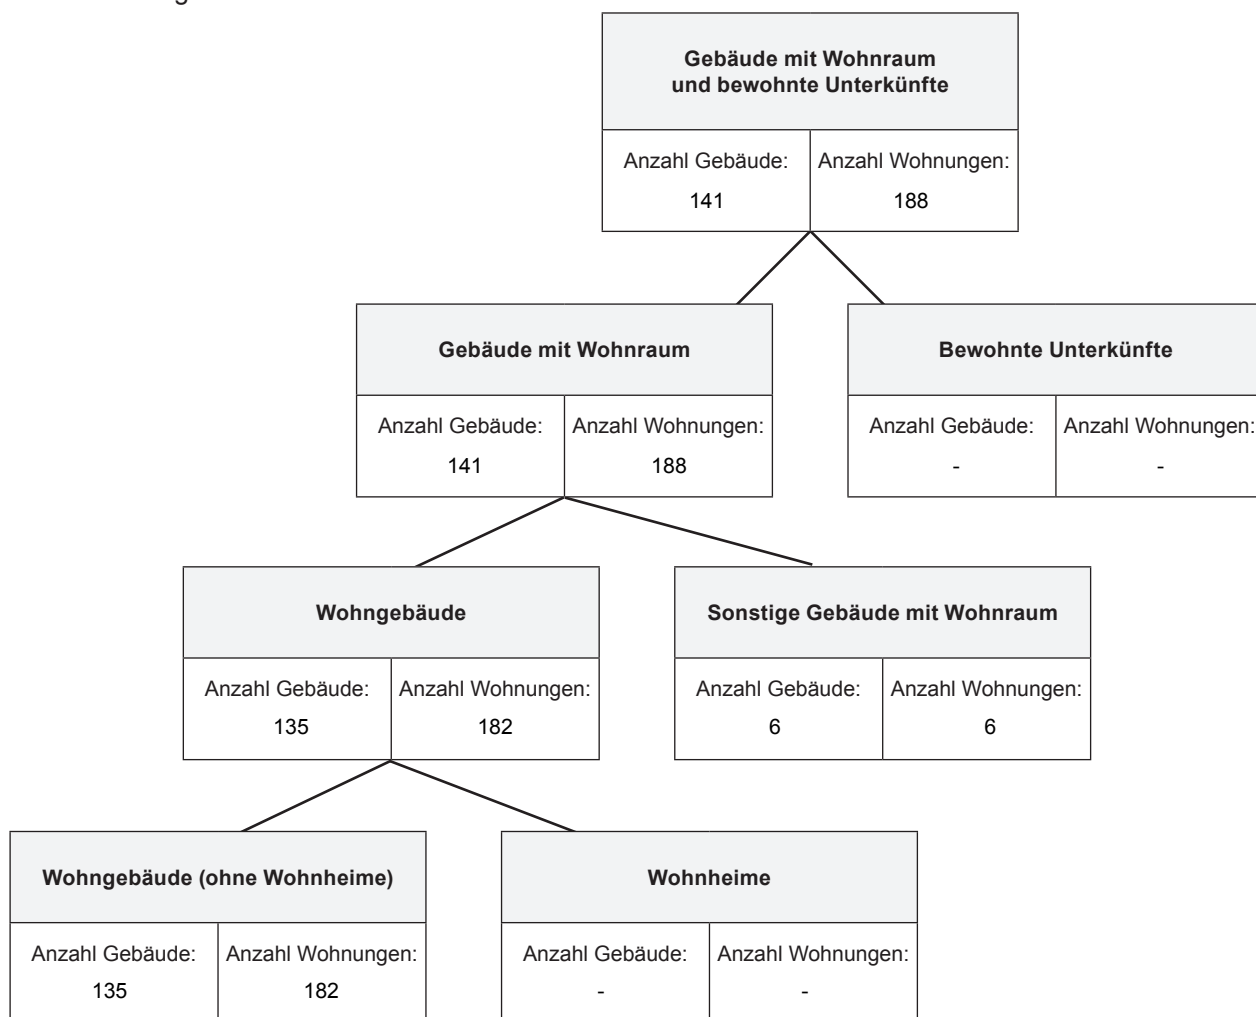 Gebäude mit Wohnraum
und bewohnte Unterkünfte
Anzahl Gebäude: Anzahl Wohnungen:
141 188
Gebäude mit Wohnraum
Anzahl Gebäude: Anzahl Wohnungen:
141 188
Bewohnte Unterkünfte
Anzahl Gebäude: Anzahl Wohnungen:
- -
Wohngebäude
Anzahl Gebäude: Anzahl Wohnungen:
135 182
Sonstige Gebäude mit Wohnraum
Anzahl Gebäude: Anzahl Wohnungen:
6 6
Wohngebäude (ohne Wohnheime)
Anzahl Gebäude: Anzahl Wohnungen:
135 182
Wohnheime
Anzahl Gebäude: Anzahl Wohnungen:
- -